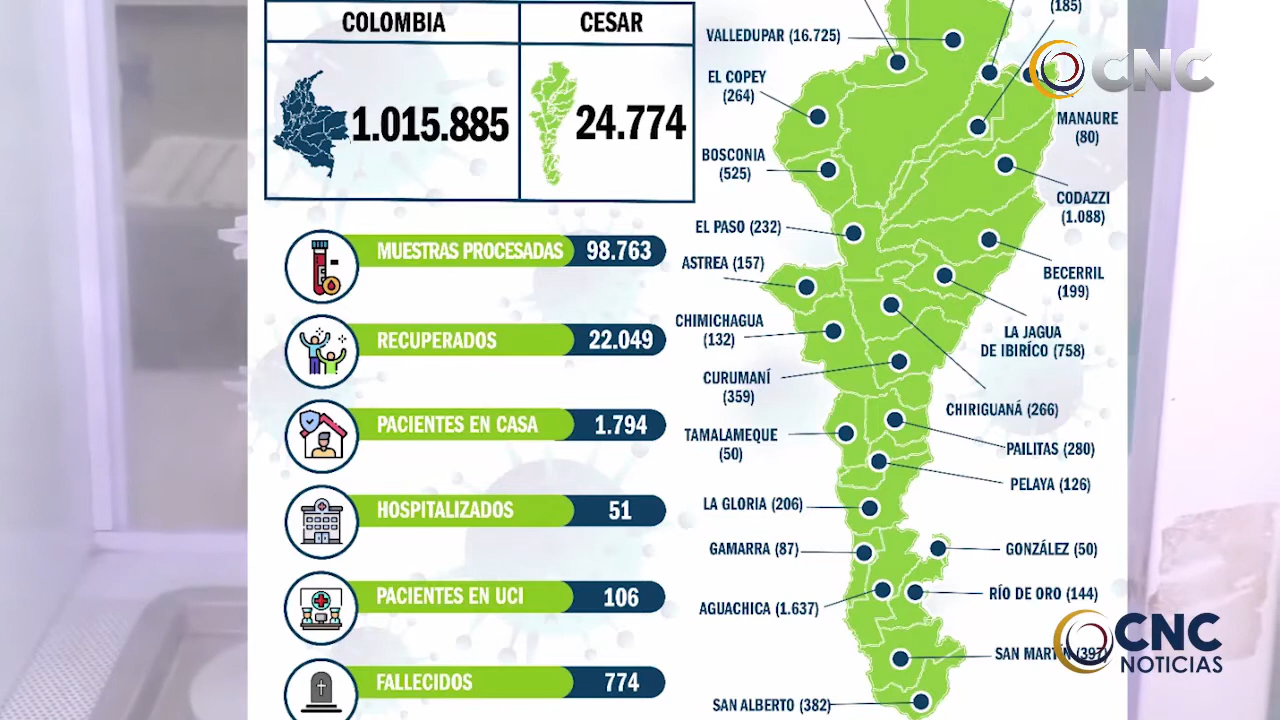 COLOMBIA
CESAR
1.015.885
24.774
MUESTRAS PROCESADAS 98.763
RECUPERADOS 22.049
PACIENTES EN CASA 1.794
HOSPITALIZADOS 51
PACIENTES EN UCI 106
FALLECIDOS 774
(185)
VALLEDUPAR (16.725)
EL COPEY
(264)
BOSCONIA
(525)
EL PASO (232)
ASTREA (157)
CHIMICHAGUA
(132)
CURUMANÍ
(359)
TAMALAMEQUE
(50)
LA GLORIA (206)
GAMARRA (87)
AGUACHICA (1.637)
SAN ALBERTO (382)
MANAURE
(80)
CODAZZI
(1.088)
BECERRIL
(199)
LA JAGUA
DE IBIRÍCO (758)
CHIRIGUANÁ (266)
PAILITAS (280)
PELAYA (126)
GONZÁLEZ (50)
RÍO DE ORO (144)
SAN MARTÍN (397)
CNC
CNC
NOTICIAS